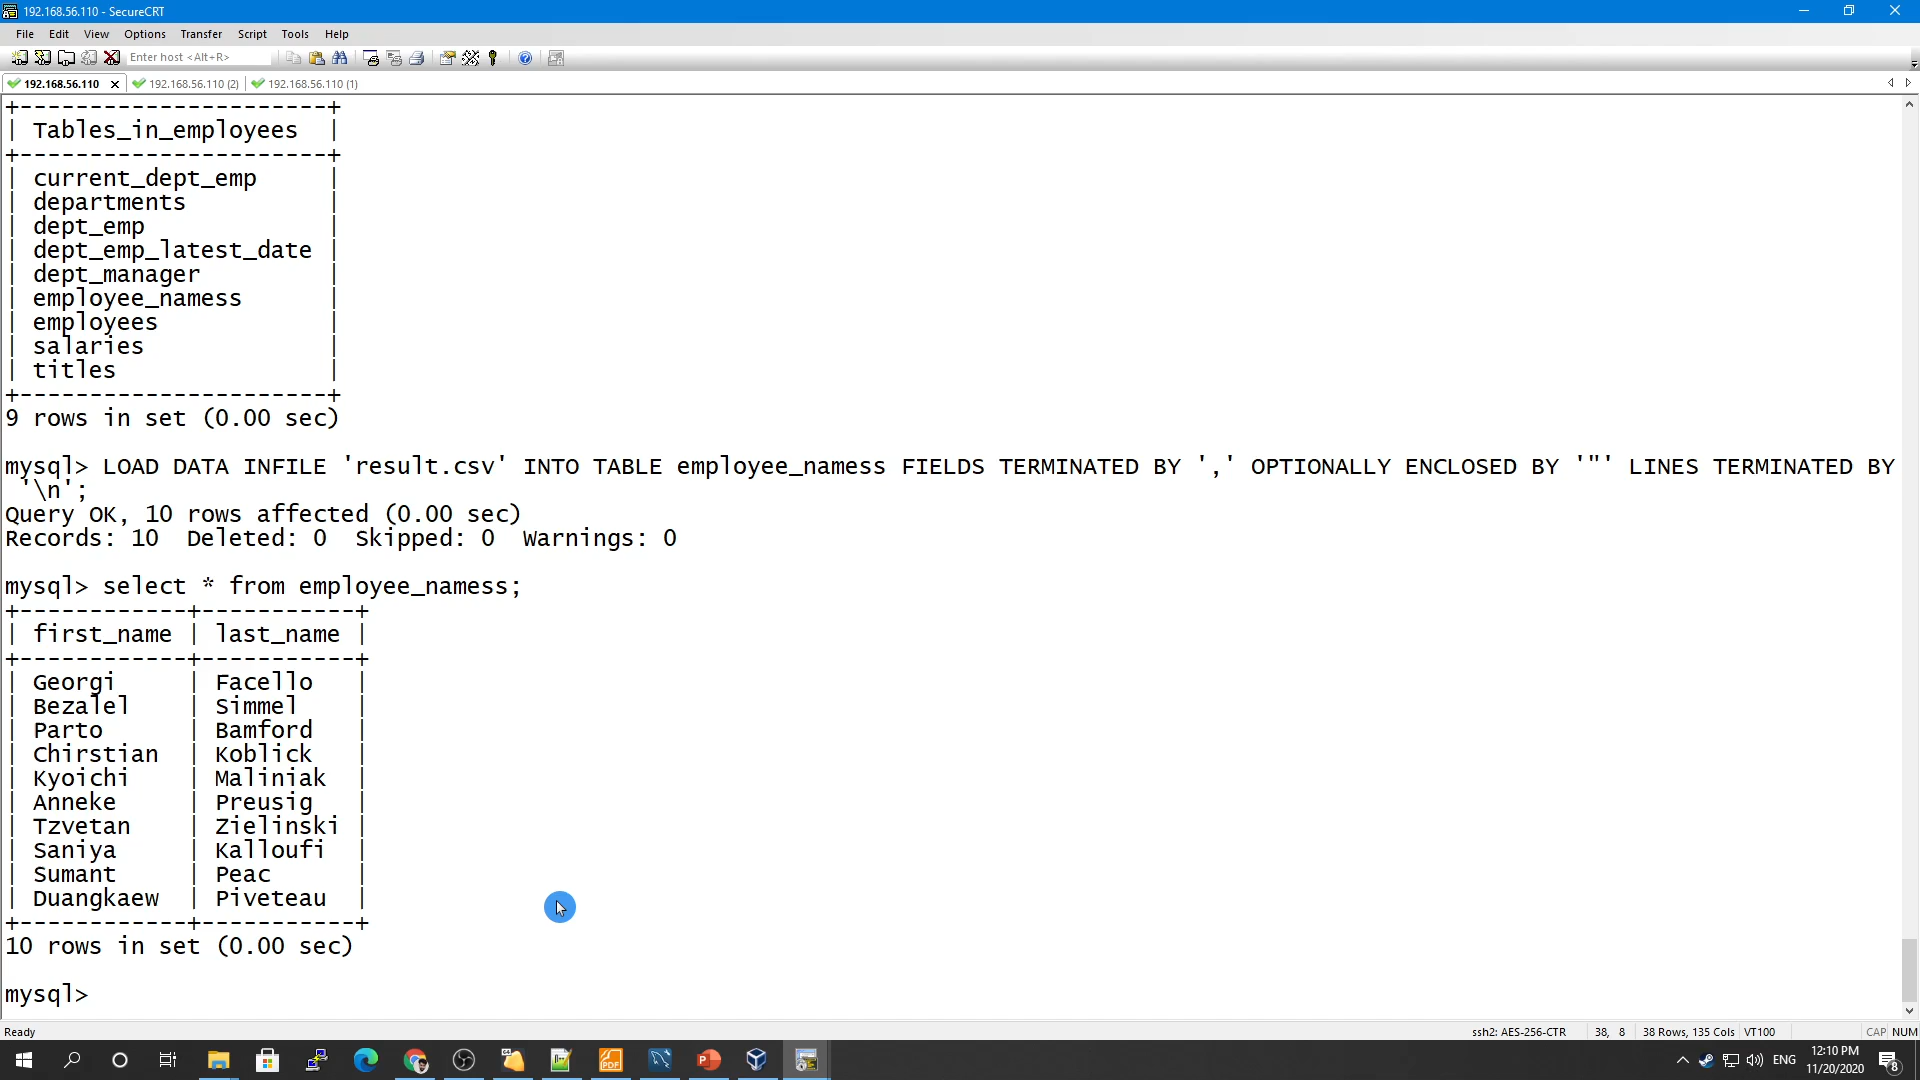 192.168.56.110 - SecureCRT
File Edit View Options Transfer Script Tools Help
Enter host <Alt+R>
192.168.56.110 192.168.56.110 (2) 192.168.56.110 (1)
+----------------------+
| Tables_in_employees |
+----------------------+
| current_dept_emp |
| departments |
| dept_emp |
| dept_emp_latest_date |
| dept_manager |
| employee_namess |
| employees |
| salaries |
| titles |
+----------------------+
9 rows in set (0.00 sec)
mysql> LOAD DATA INFILE 'result.csv' INTO TABLE employee_namess FIELDS TERMINATED BY ',' OPTIONALLY ENCLOSED BY '"' LINES TERMINATED BY
'\n';
Query OK, 10 rows affected (0.00 sec)
Records: 10 Deleted: 0 Skipped: 0 Warnings: 0
mysql> select * from employee_namess;
+------------+-----------+
| first_name | last_name |
+------------+-----------+
| Georgi | Facello |
| Bezalel | Simmel |
| Parto | Bamford |
| Chirstian | Koblick |
| Kyoichi | Maliniak |
| Anneke | Preusig |
| Tzvetan | Zielinski |
| Saniya | Kalloufi |
| Sumant | Peac |
| Duangkaew | Piveteau |
+------------+-----------+
10 rows in set (0.00 sec)
mysql>
Ready ssh2: AES-256-CTR 38, 8 38 Rows, 135 Cols VT100 CAP NUM
ENG 12:10 PM
11/20/2020 8